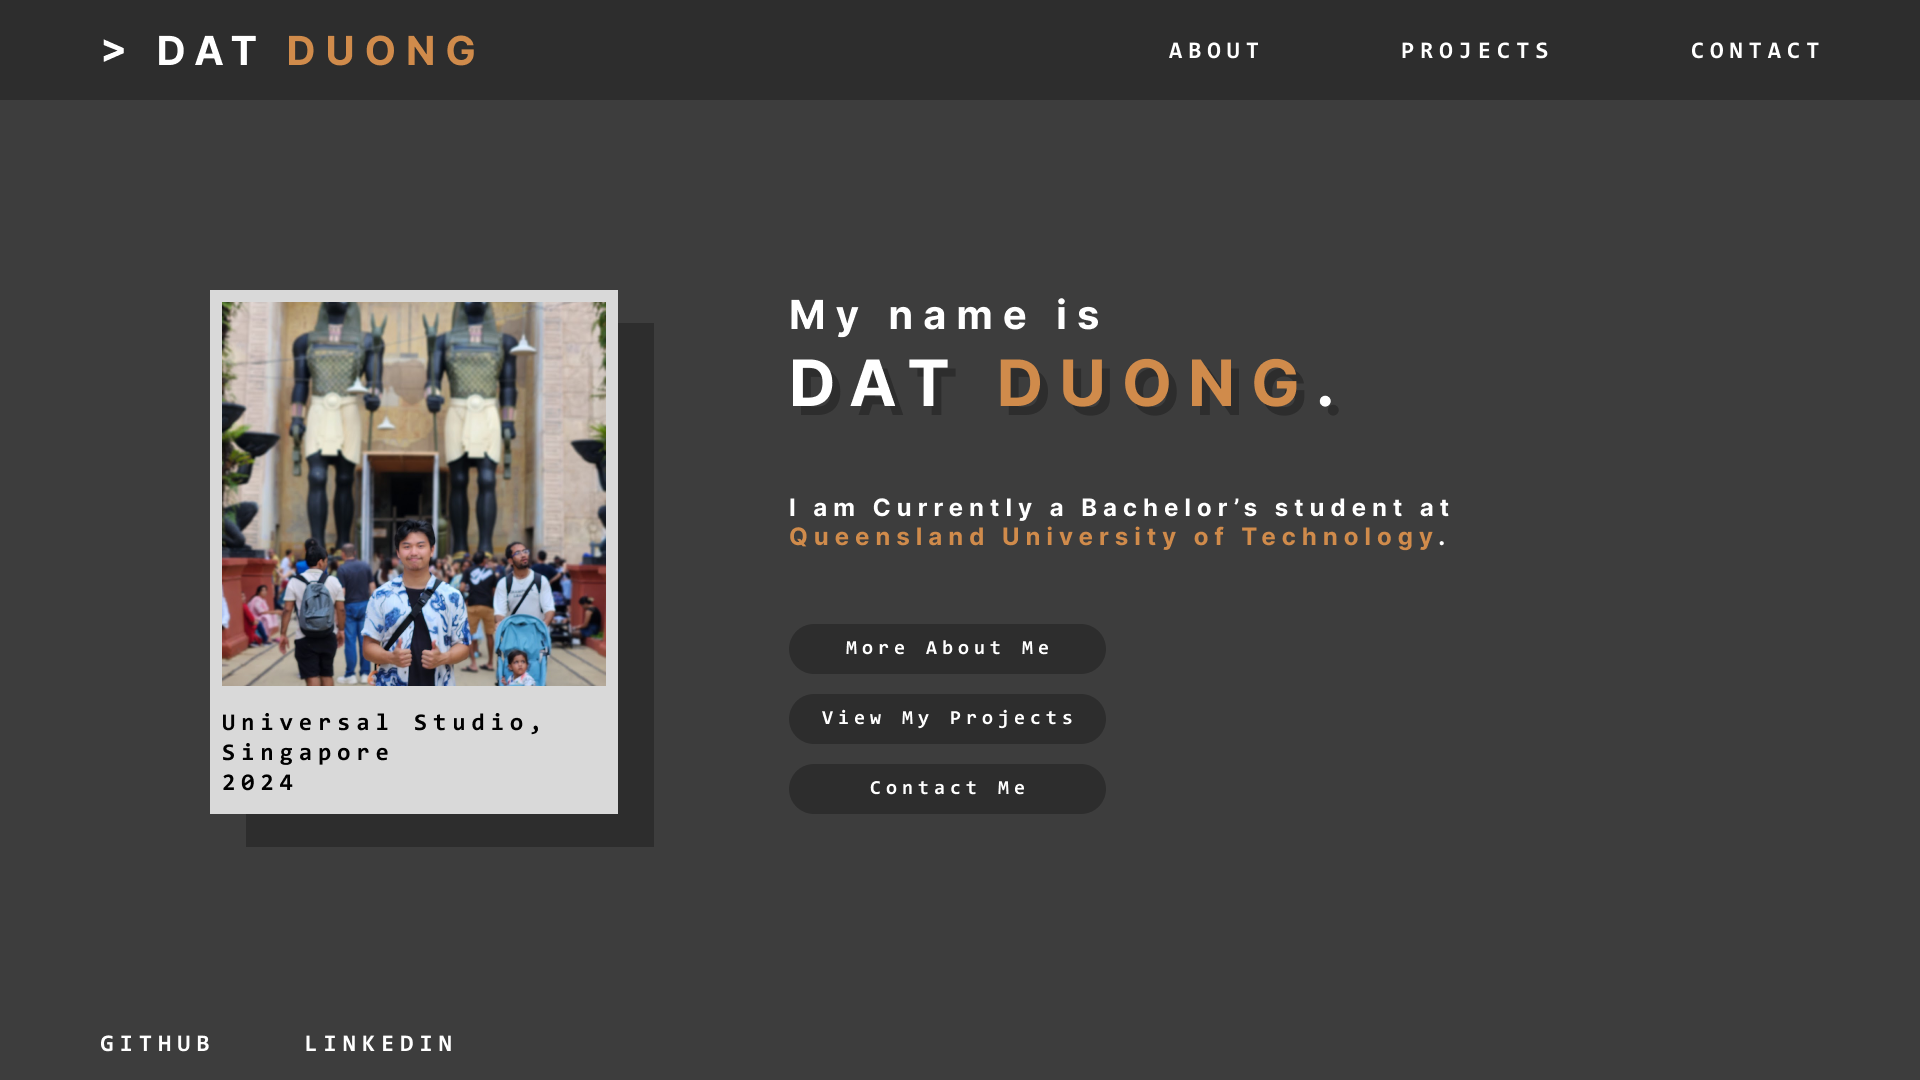 > DAT DUONG
ABOUT
PROJECTS
CONTACT
My name is
DAT DUONG.
I am Currently a Bachelor’s student at
Queensland University of Technology.
More About Me
View My Projects
Contact Me
Universal Studio,
Singapore
2024
GITHUB
LINKEDIN